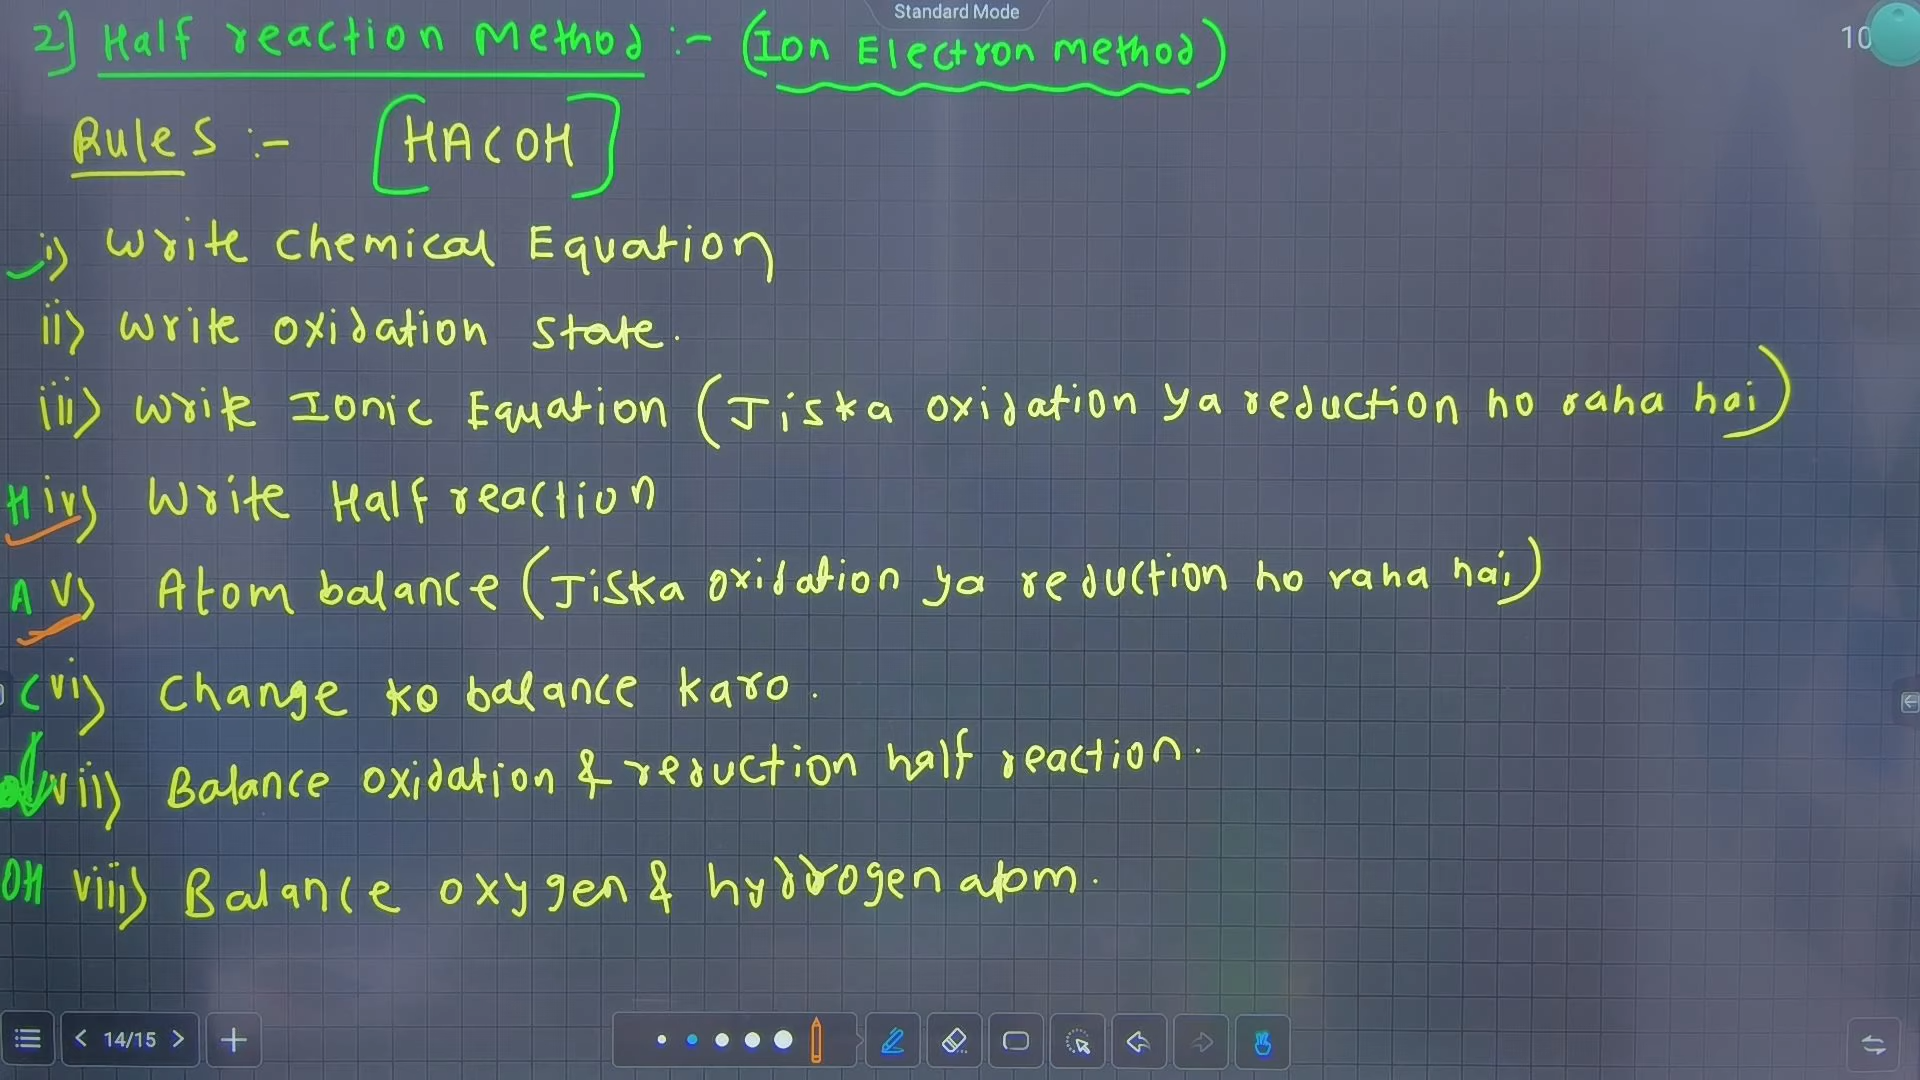 Standard Mode
2] Half reaction Method :- (Ion Electron method)
10
Rules :- [HACOH]
i) Write Chemical Equation
ii) Write oxidation state.
iii) Write Ionic Equation (Jiska oxidation ya reduction ho raha hai)
H iv) Write Half reaction
A v) Atom balance (Jiska oxidation ya reduction ho raha hai)
C vi) Change ko balance karo.
vii) Balance oxidation & reduction half reaction.
OH viii) Balance oxygen & hydrogen atom.
14/15